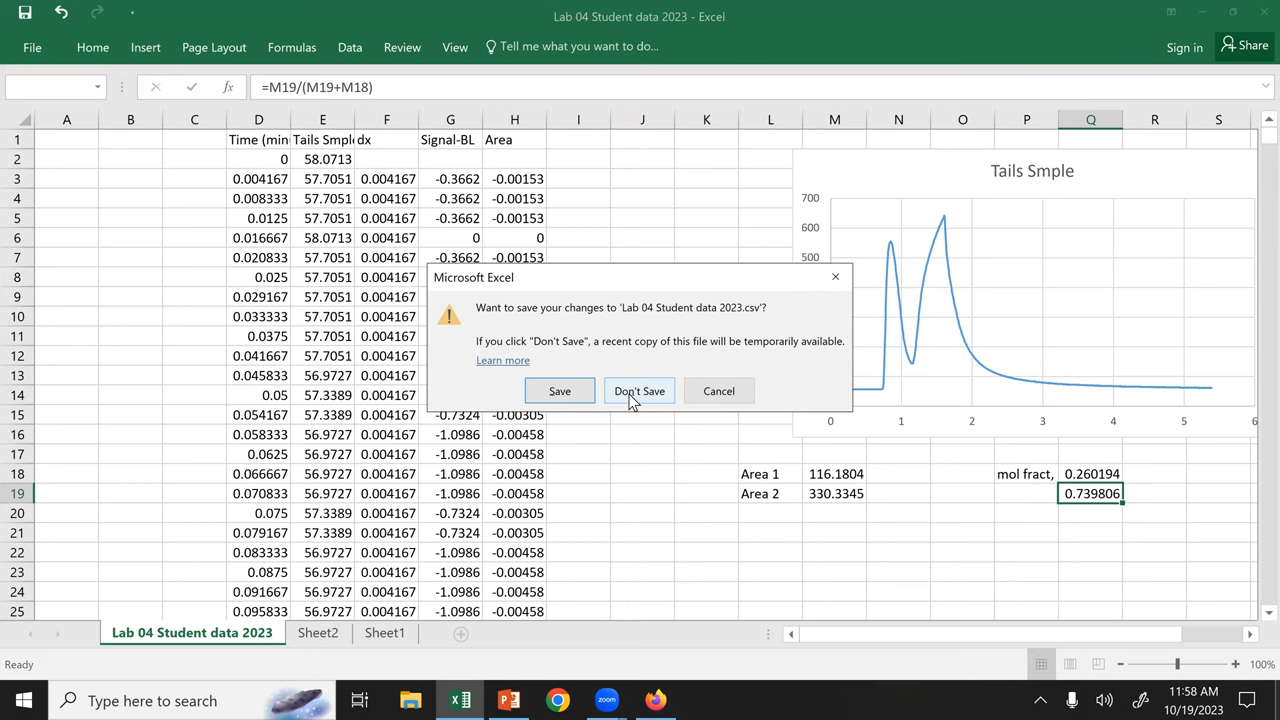 Lab 04 Student data 2023 - Excel
File Home Insert Page Layout Formulas Data Review View Tell me what you want to do... Sign in Share
fx =M19/(M19+M18)
A B C D E F G H I J K L M N O P Q R S
1 Time (min Tails Smple dx Signal-BL Area
2 0 58.0713
3 0.004167 57.7051 0.004167 -0.3662 -0.00153
4 0.008333 57.7051 0.004167 -0.3662 -0.00153
5 0.0125 57.7051 0.004167 -0.3662 -0.00153
6 0.016667 58.0713 0.004167 0 0
7 0.020833 57.7051 0.004167 -0.3662 -0.00153
8 0.025 57.7051 0.004167
9 0.029167 57.7051 0.004167
10 0.033333 57.7051 0.004167
11 0.0375 57.7051 0.004167
12 0.041667 57.7051 0.004167
13 0.045833 57.7051 0.004167
14 0.05 57.3389 0.004167
15 0.054167 57.3389 0.004167 -0.7324 -0.00305
16 0.058333 56.9727 0.004167 -1.0986 -0.00458
17 0.0625 56.9727 0.004167 -1.0986 -0.00458
18 0.066667 56.9727 0.004167 -1.0986 -0.00458 Area 1 116.1804 mol fract, 0.260194
19 0.070833 56.9727 0.004167 -1.0986 -0.00458 Area 2 330.3345 0.739806
20 0.075 57.3389 0.004167 -0.7324 -0.00305
21 0.079167 57.3389 0.004167 -0.7324 -0.00305
22 0.083333 56.9727 0.004167 -1.0986 -0.00458
23 0.0875 56.9727 0.004167 -1.0986 -0.00458
24 0.091667 56.9727 0.004167 -1.0986 -0.00458
25 0.095833 56.9727 0.004167 -1.0986 -0.00458
Tails Smple
700
600
500
0 1 2 3 4 5 6
Microsoft Excel
Want to save your changes to 'Lab 04 Student data 2023.csv'?
If you click "Don't Save", a recent copy of this file will be temporarily available.
Learn more
Save Don't Save Cancel
Lab 04 Student data 2023 Sheet2 Sheet1
Ready 100%
Type here to search zoom 11:58 AM
10/19/2023